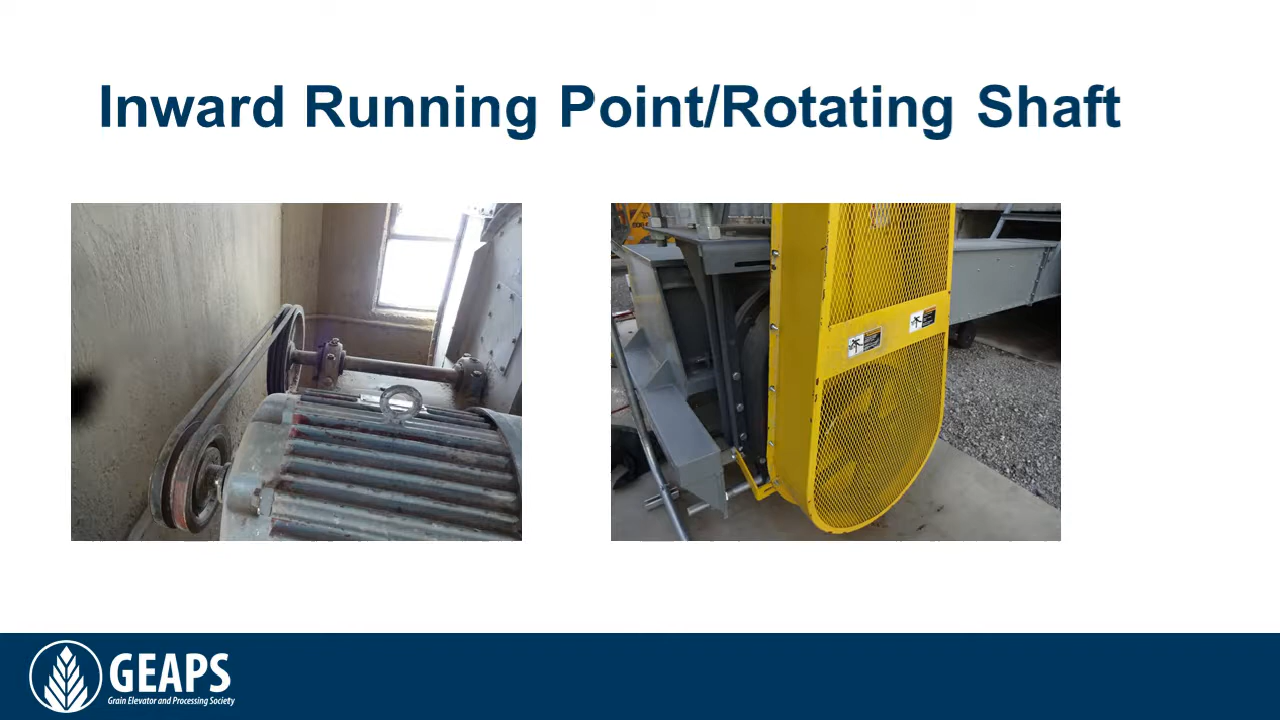 Inward Running Point/Rotating Shaft
GEAPS
Grain Elevator and Processing Society